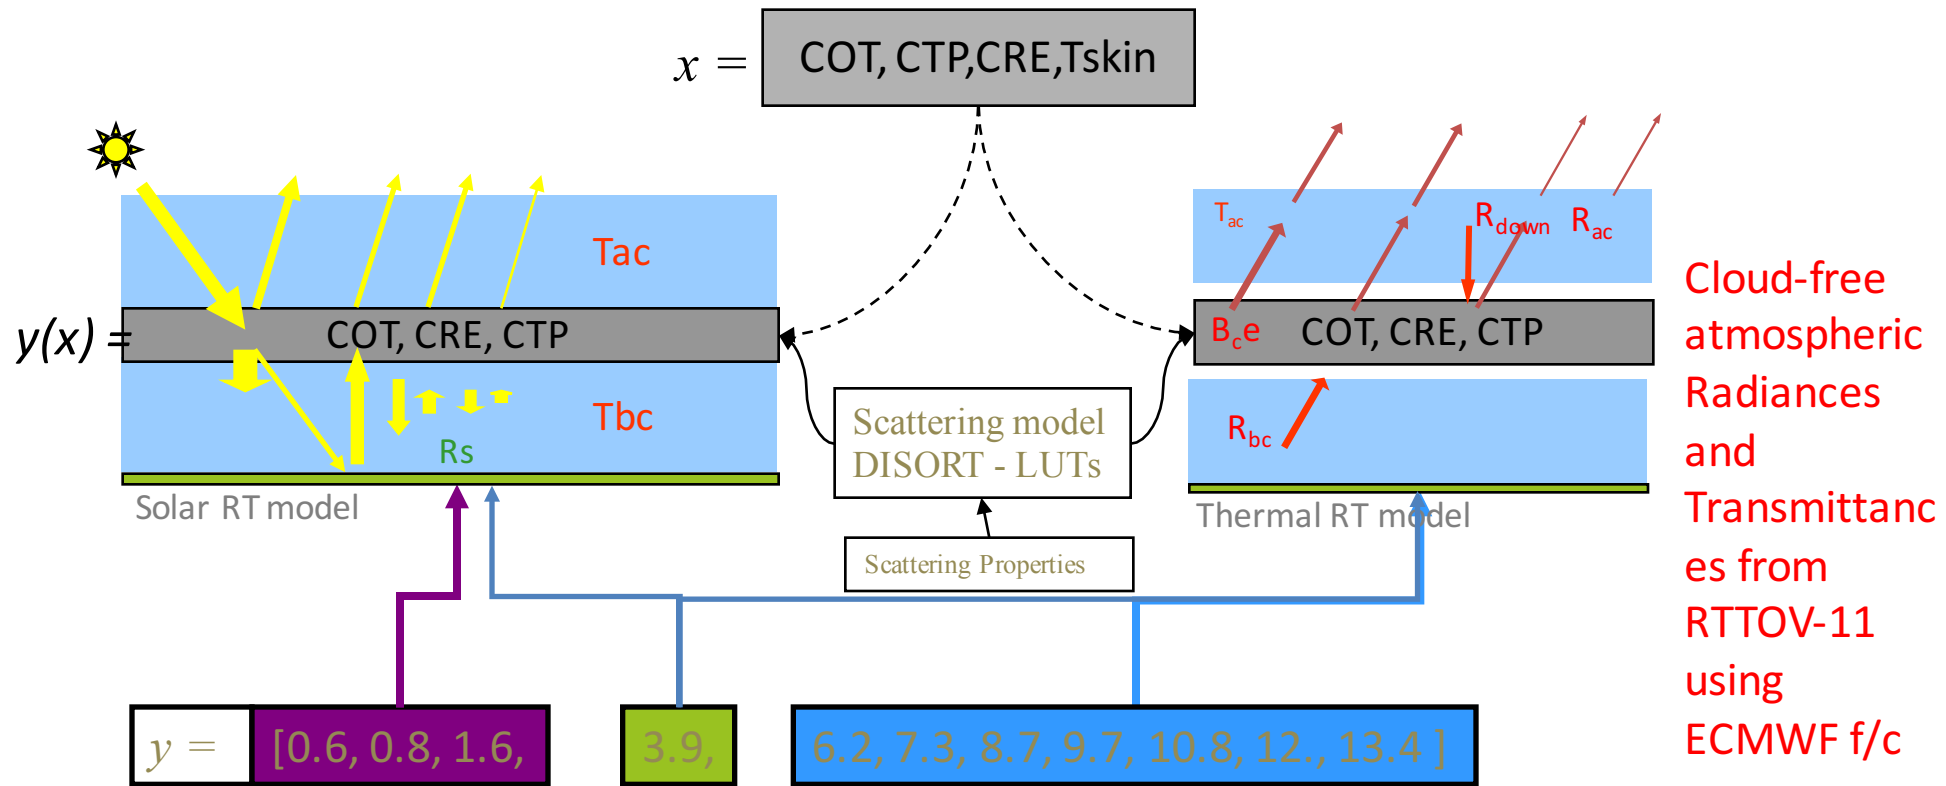 x = COT, CTP,CRE,Tskin
Tac
y(x) = COT, CRE, CTP
Tbc
Rs
Solar RT model
Scattering model
DISORT - LUTs
Scattering Properties
Tac
Rdown
Rac
Bce COT, CRE, CTP
Rbc
Thermal RT model
Cloud-free
atmospheric
Radiances
and
Transmittanc
es from
RTTOV-11
using
ECMWF f/c
y = [0.6, 0.8, 1.6, 3.9, 6.2, 7.3, 8.7, 9.7, 10.8, 12., 13.4 ]